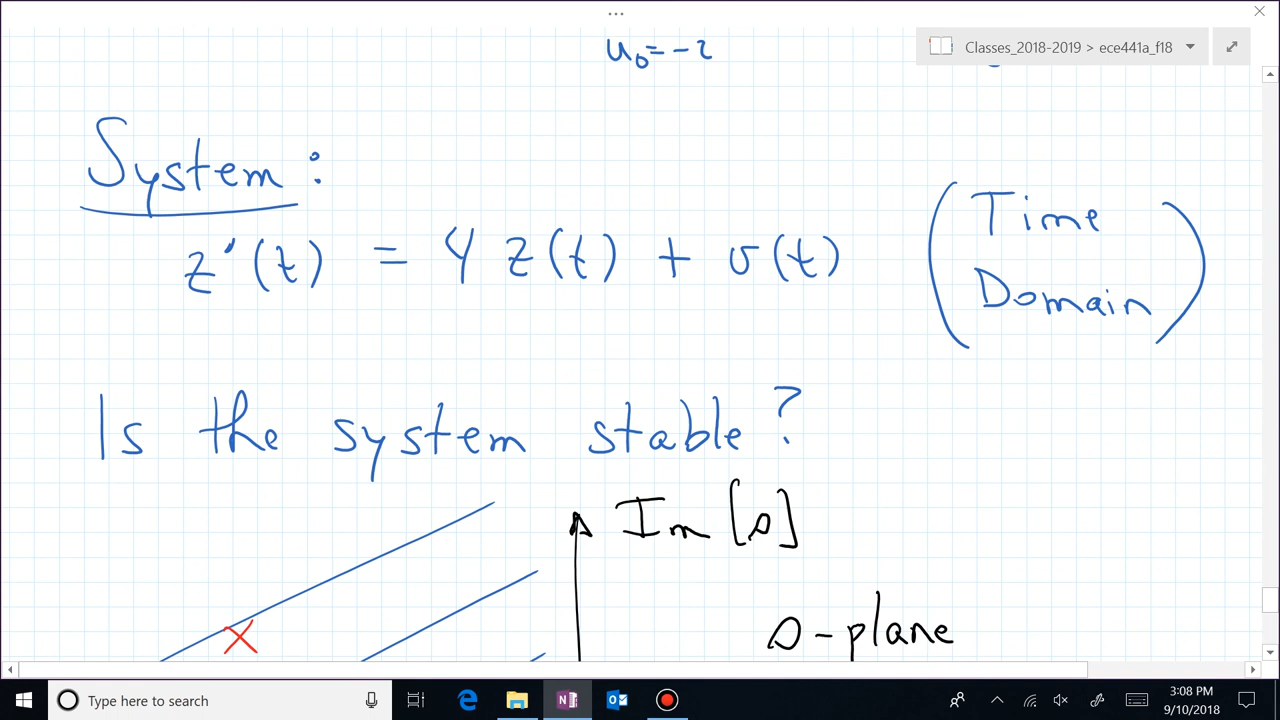 ...
u₀ = -2
Classes_2018-2019 > ece441a_f18
System:
z'(t) = 4 z(t) + v(t)
(Time Domain)
Is the system stable?
Im [s]
s-plane
Type here to search
3:08 PM
9/10/2018